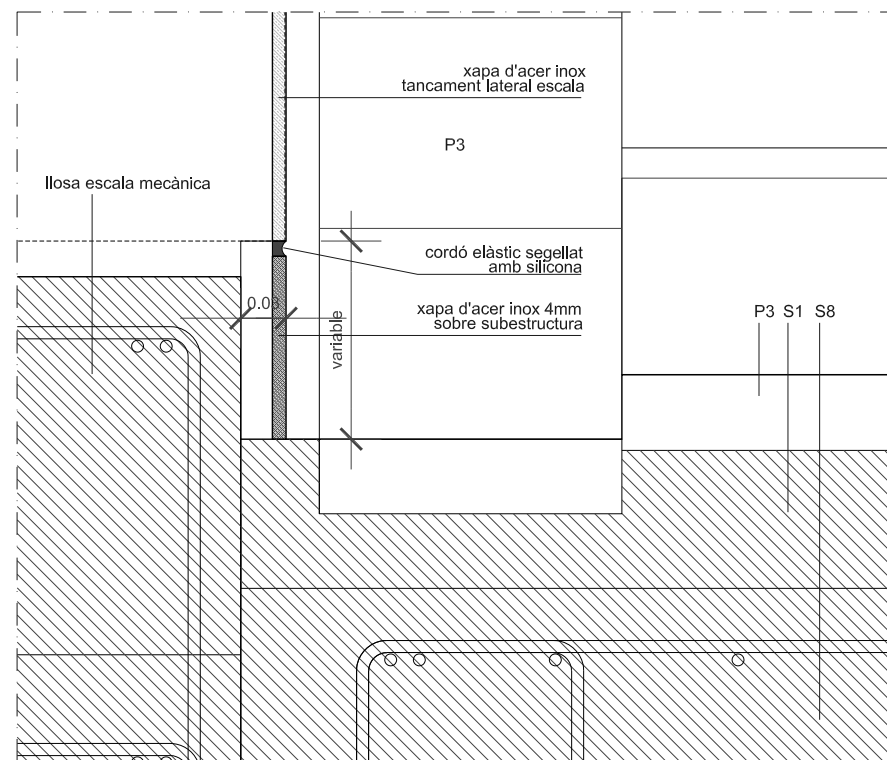 xapa d'acer inox
tancament lateral escala
P3
llosa escala mecànica
cordó elàstic segellat
amb silicona
0.03
xapa d'acer inox 4mm
sobre subestructura
variable
P3 S1 S8